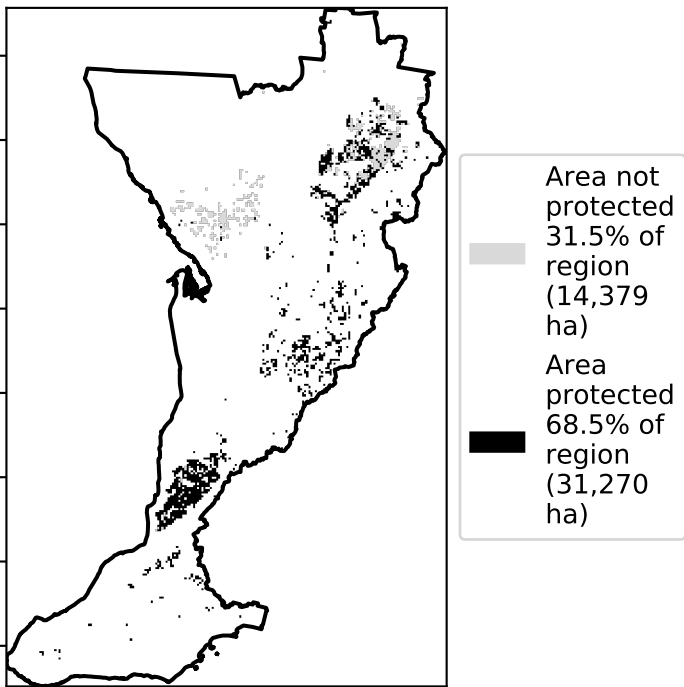 Area not
protected
31.5% of
region
(14,379
ha)
Area
protected
68.5% of
region
(31,270
ha)